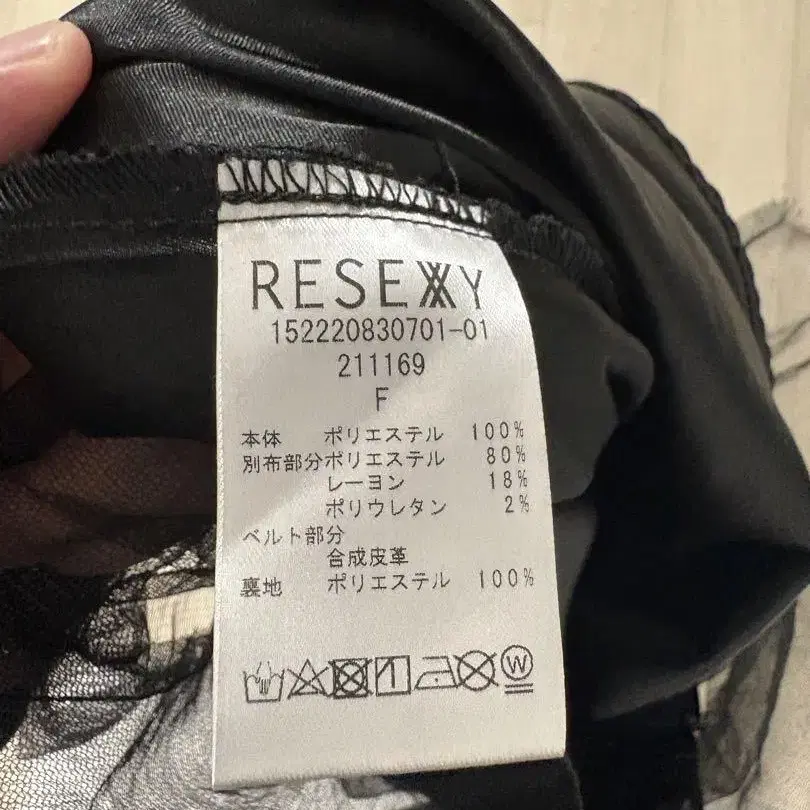 RESEXXY
152220830701-01
211169
F
本体 ポリエステル 100%
別布部分ポリエステル 80%
レーヨン 18%
ポリウレタン 2%
ベルト部分
合成皮革
裏地 ポリエステル 100%
W